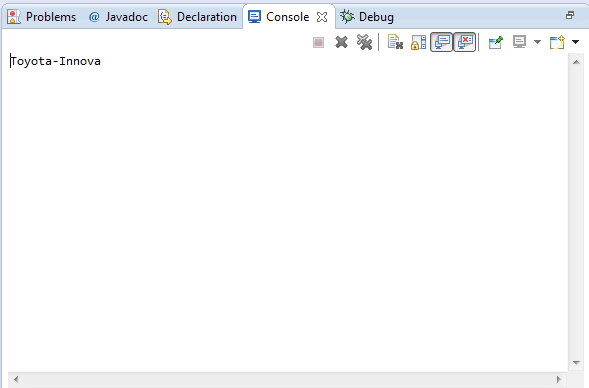 Problems @ Javadoc Declaration Console Debug
Toyota-Innova